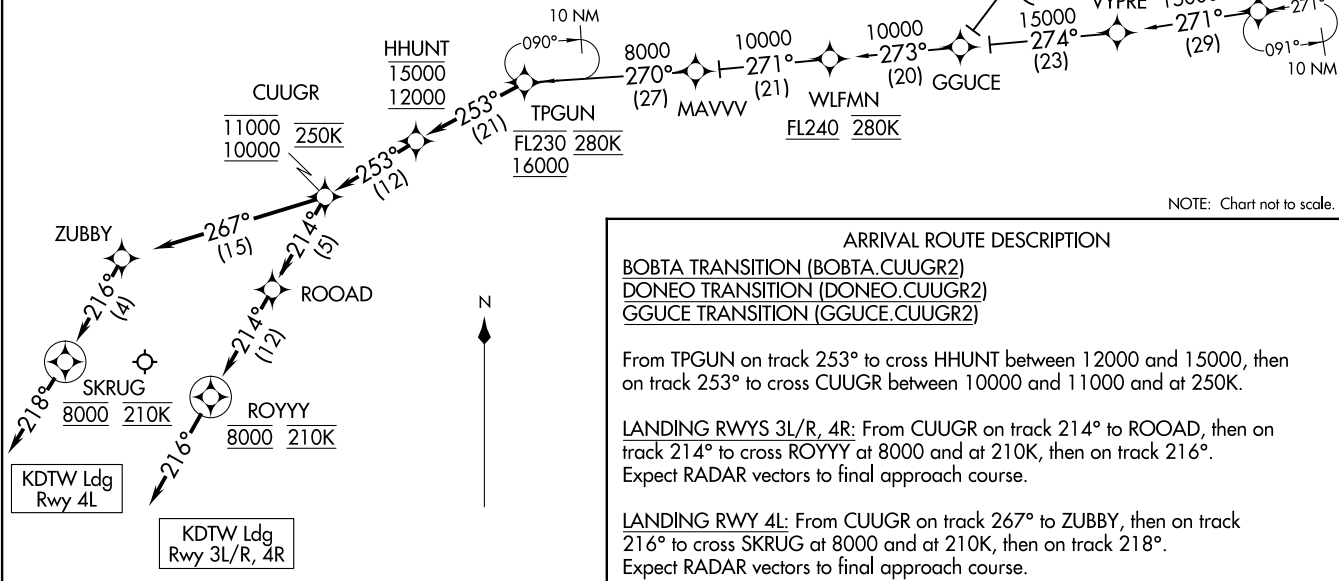 10 NM
090°
HHUNT
15000
12000
CUUGR
11000 250K
10000
253°
(21)
TPGUN
FL230 280K
16000
8000
270°
(27)
MAVVV
10000
271°
(21)
WLFMN
FL240 280K
10000
273°
(20)
GGUCE
15000
274°
(23)
VYPRE
271°
(29)
271°
091°
10 NM
253°
(12)
267°
(15)
214°
(5)
ZUBBY
216°
(4)
ROOAD
214°
(12)
SKRUG
8000 210K
218°
ROYYY
8000 210K
216°
KDTW Ldg
Rwy 4L
KDTW Ldg
Rwy 3L/R, 4R
N
NOTE: Chart not to scale.
ARRIVAL ROUTE DESCRIPTION
BOBTA TRANSITION (BOBTA.CUUGR2)
DONEO TRANSITION (DONEO.CUUGR2)
GGUCE TRANSITION (GGUCE.CUUGR2)
From TPGUN on track 253° to cross HHUNT between 12000 and 15000, then
on track 253° to cross CUUGR between 10000 and 11000 and at 250K.
LANDING RWYS 3L/R, 4R: From CUUGR on track 214° to ROOAD, then on
track 214° to cross ROYYY at 8000 and at 210K, then on track 216°.
Expect RADAR vectors to final approach course.
LANDING RWY 4L: From CUUGR on track 267° to ZUBBY, then on track
216° to cross SKRUG at 8000 and at 210K, then on track 218°.
Expect RADAR vectors to final approach course.